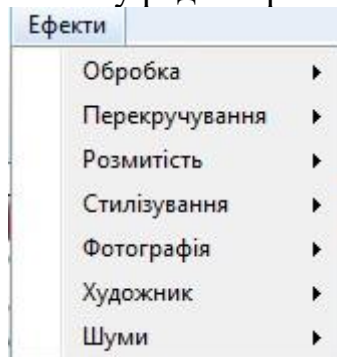 Ефекти
Обробка
Перекручування
Розмитість
Стилізування
Фотографія
Художник
Шуми